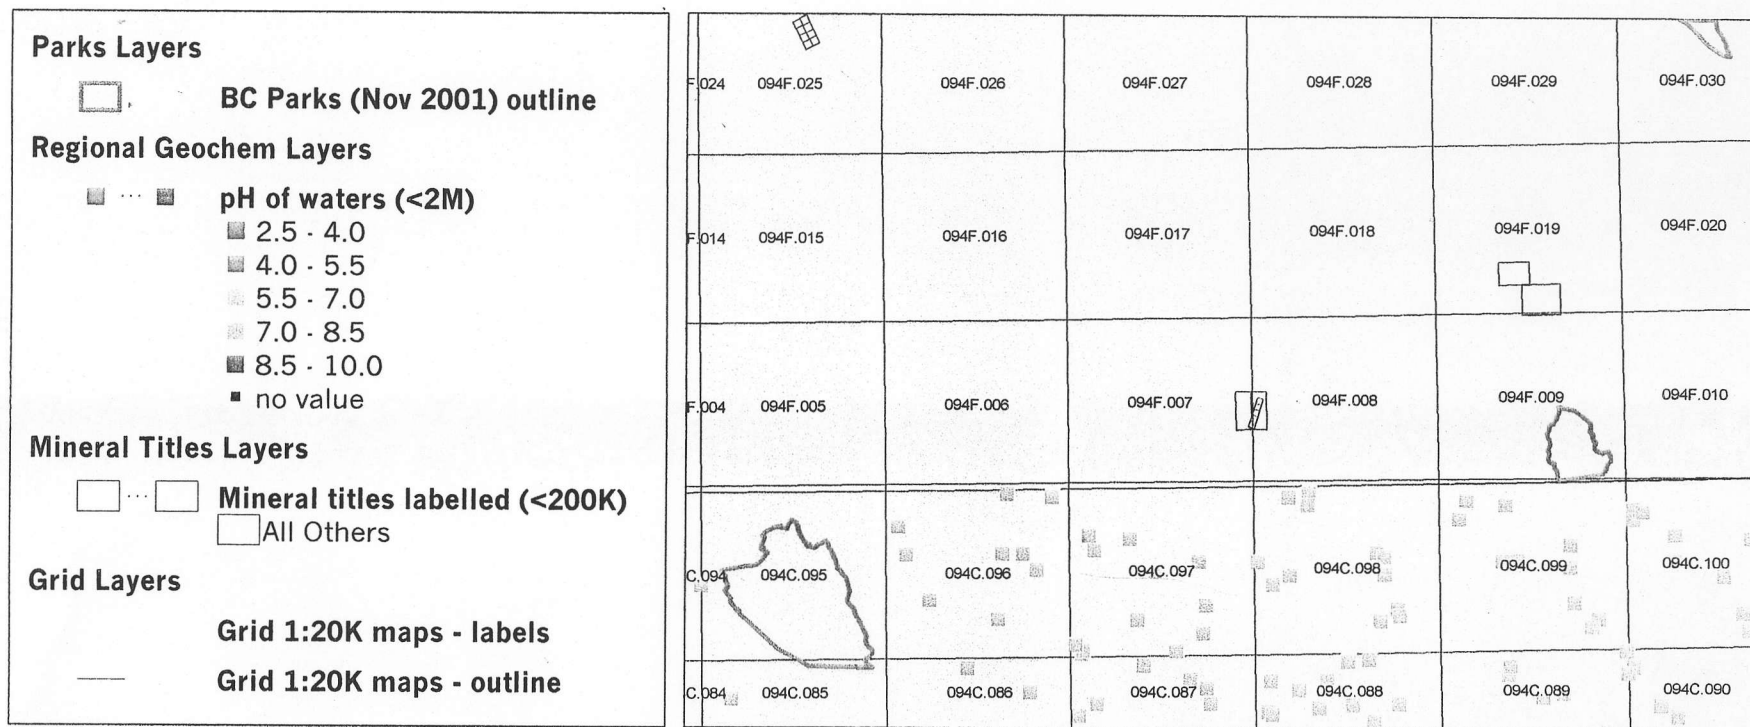 Parks Layers
BC Parks (Nov 2001) outline
Regional Geochem Layers
pH of waters (<2M)
2.5 - 4.0
4.0 - 5.5
5.5 - 7.0
7.0 - 8.5
8.5 - 10.0
no value
Mineral Titles Layers
Mineral titles labelled (<200K)
All Others
Grid Layers
Grid 1:20K maps - labels
Grid 1:20K maps - outline
F.024 094F.025 094F.026 094F.027 094F.028 094F.029 094F.030
F.014 094F.015 094F.016 094F.017 094F.018 094F.019 094F.020
F.004 094F.005 094F.006 094F.007 094F.008 094F.009 094F.010
C.094 094C.095 094C.096 094C.097 094C.098 094C.099 094C.100
C.084 094C.085 094C.086 094C.087 094C.088 094C.089 094C.090